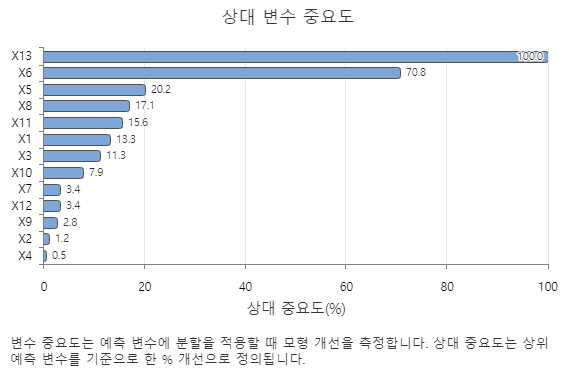 상대 변수 중요도
X13 100.0
X6 70.8
X5 20.2
X8 17.1
X11 15.6
X1 13.3
X3 11.3
X10 7.9
X7 3.4
X12 3.4
X9 2.8
X2 1.2
X4 0.5
0 20 40 60 80 100
상대 중요도(%)
변수 중요도는 예측 변수에 분할을 적용할 때 모형 개선을 측정합니다. 상대 중요도는 상위
예측 변수를 기준으로 한 % 개선으로 정의됩니다.